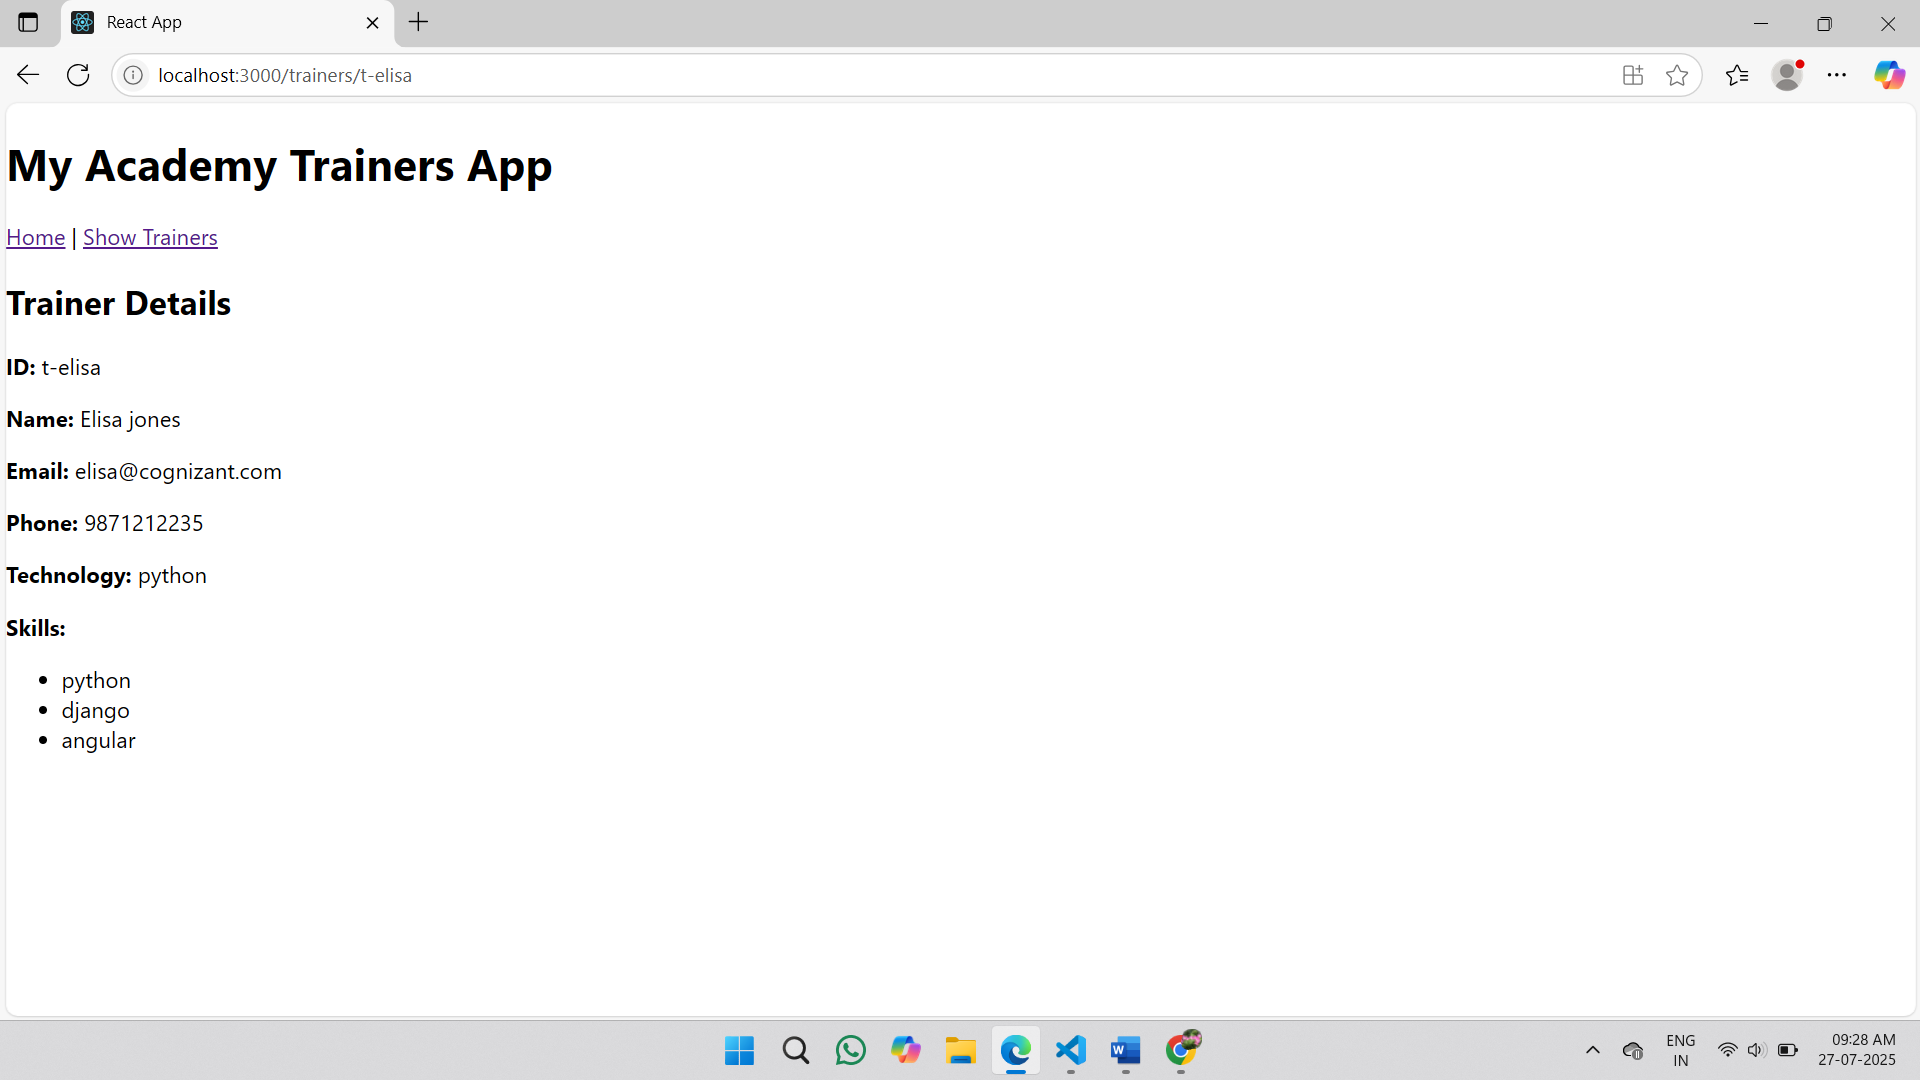 React App
localhost:3000/trainers/t-elisa
My Academy Trainers App
Home | Show Trainers
Trainer Details
ID: t-elisa
Name: Elisa jones
Email: elisa@cognizant.com
Phone: 9871212235
Technology: python
Skills:
• python
• django
• angular
ENG
IN
09:28 AM
27-07-2025